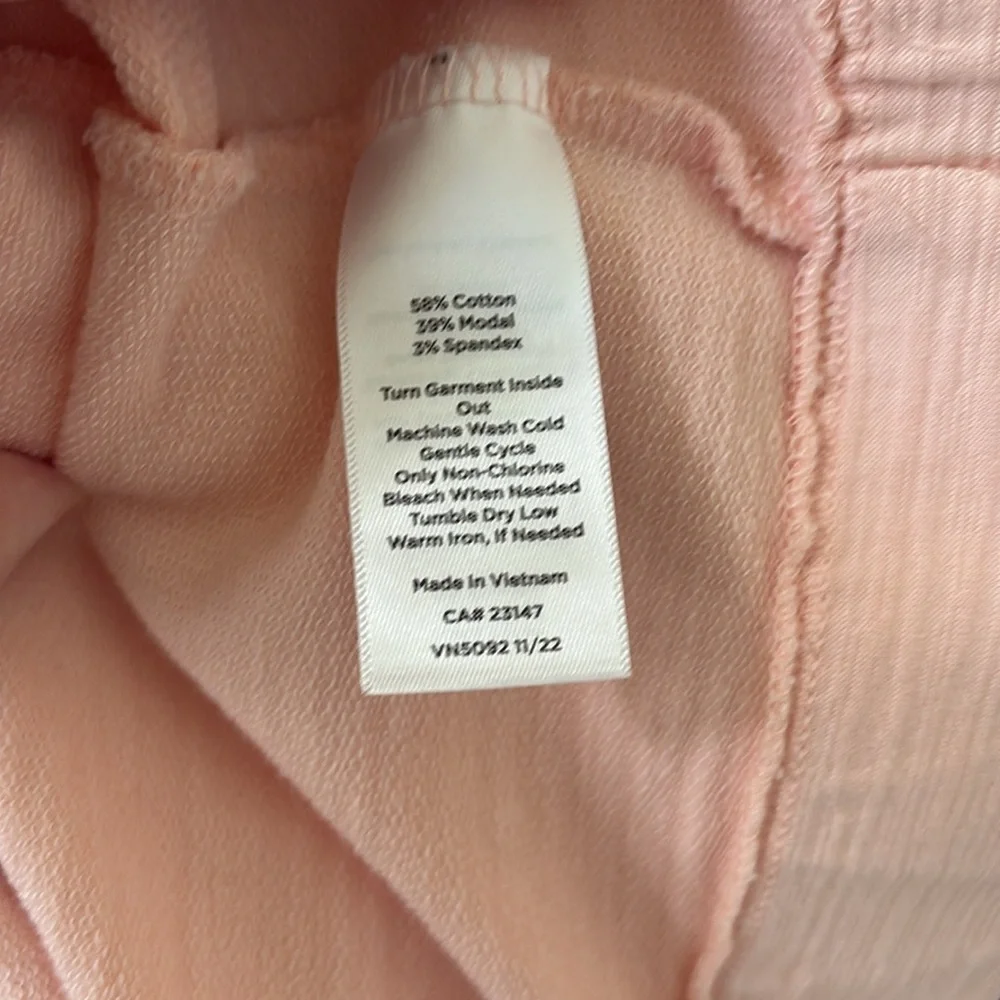 58% Cotton
39% Modal
3% Spandex
Turn Garment Inside
Out
Machine Wash Cold
Gentle Cycle
Only Non-Chlorine
Bleach When Needed
Tumble Dry Low
Warm Iron, If Needed
Made in Vietnam
CA# 23147
VN5092 11/22